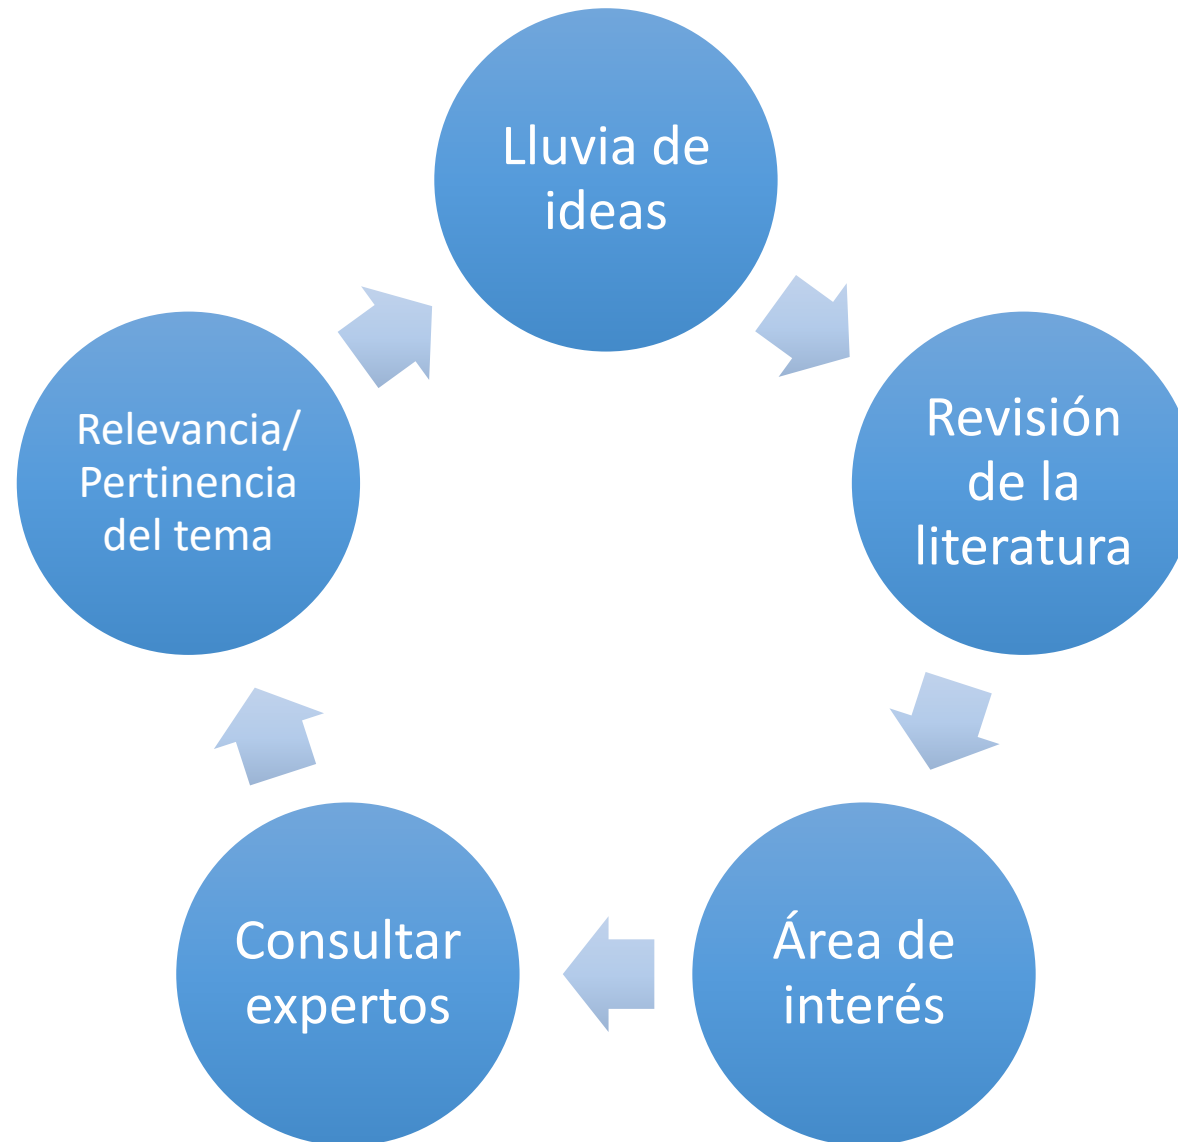 Lluvia de
ideas
Revisión
de la
literatura
Área de
interés
Consultar
expertos
Relevancia/
Pertinencia
del tema